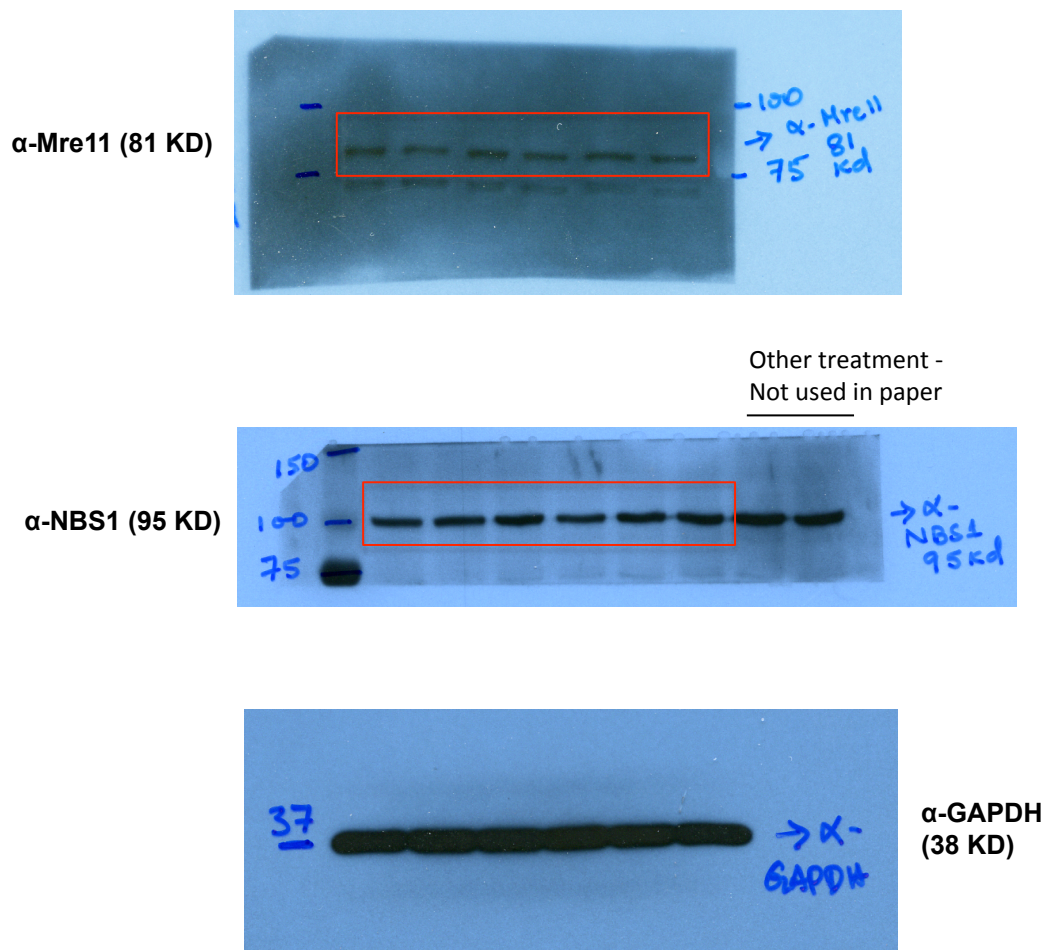 α-Mre11 (81 KD)
100
→ α-Mre11
81
75 Kd
Other treatment -
Not used in paper
α-NBS1 (95 KD)
150
100
75
→ α-
NBS1
95Kd
37
→ α-
GAPDH
α-GAPDH
(38 KD)